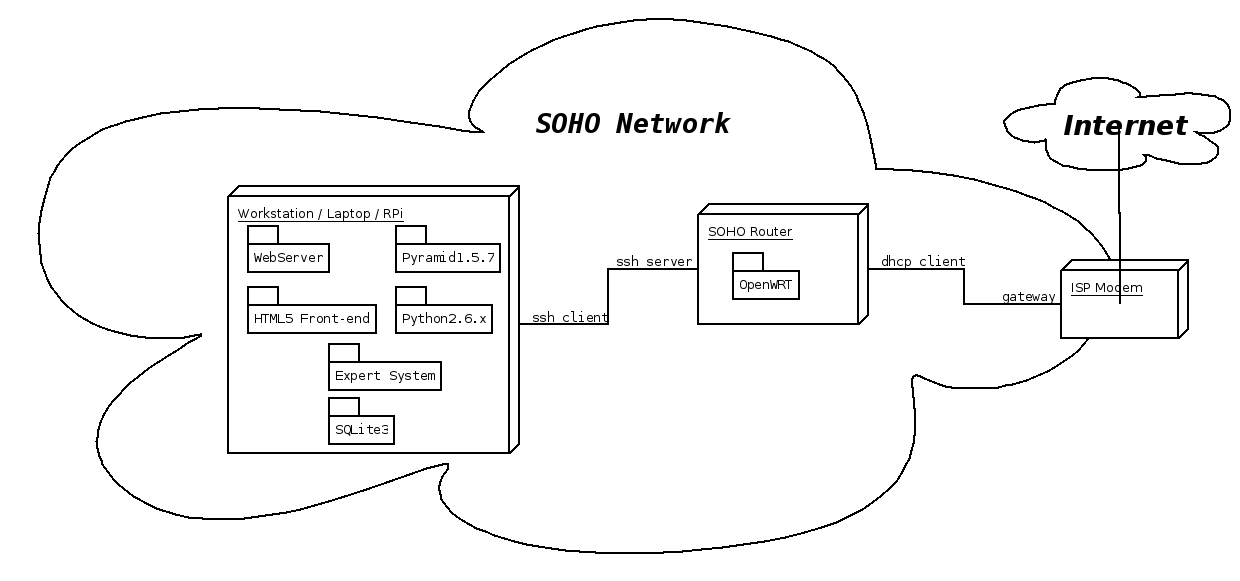 SOHO Network
Internet
Workstation / Laptop / RPi
WebServer
Pyramid1.5.7
HTML5 Front-end
Python2.6.x
Expert System
SQLite3
ssh client
ssh server
SOHO Router
OpenWRT
dhcp client
gateway
ISP Modem